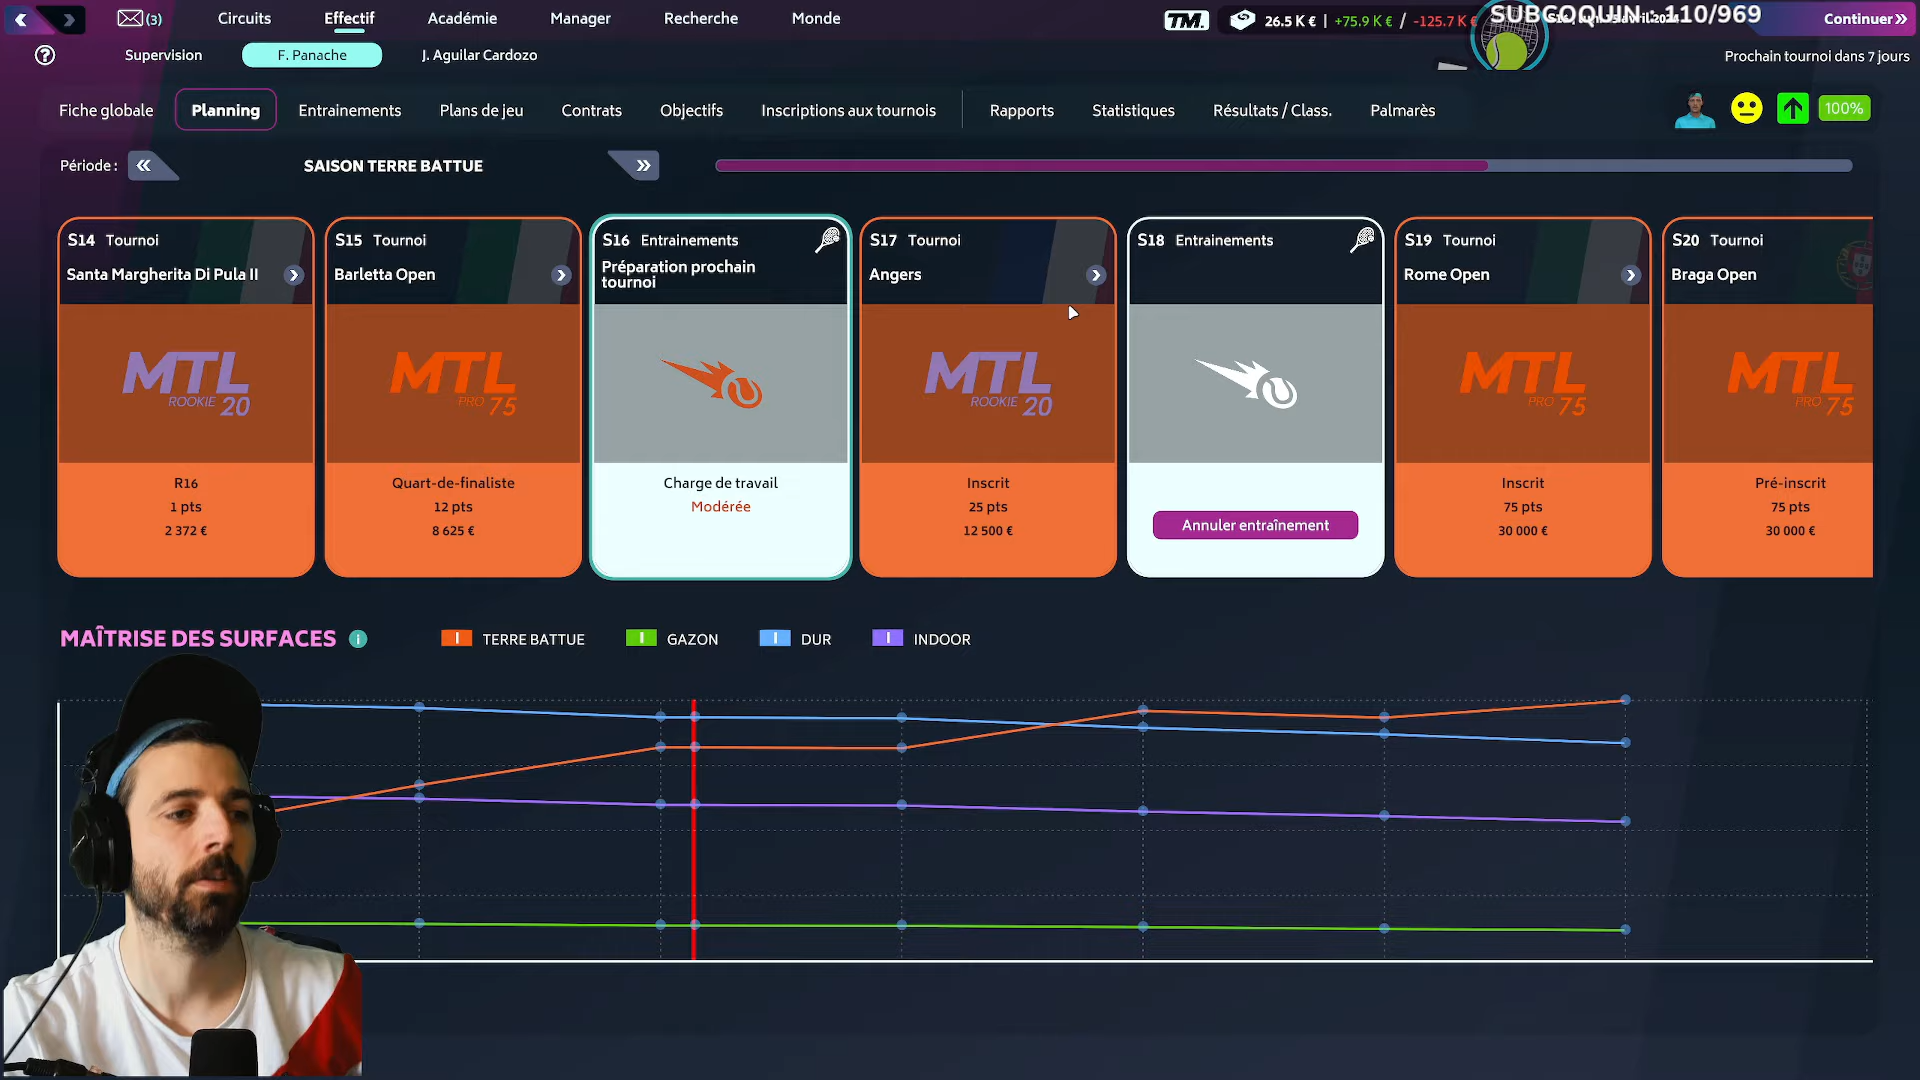 (3)
Circuits
Effectif
Académie
Manager
Recherche
Monde
TM.
26.5 K € | +75.9 K € / -125.7 K €
SUBCOQUIN : 110/969
Continuer
Supervision
F. Panache
J. Aguilar Cardozo
Prochain tournoi dans 7 jours
Fiche globale
Planning
Entrainements
Plans de jeu
Contrats
Objectifs
Inscriptions aux tournois
Rapports
Statistiques
Résultats / Class.
Palmarès
100%
Période :
SAISON TERRE BATTUE
S14 Tournoi
Santa Margherita Di Pula II
MTL
ROOKIE 20
R16
1 pts
2 372 €
S15 Tournoi
Barletta Open
MTL
PRO 75
Quart-de-finaliste
12 pts
8 625 €
S16 Entrainements
Préparation prochain
tournoi
Charge de travail
Modérée
S17 Tournoi
Angers
MTL
ROOKIE 20
Inscrit
25 pts
12 500 €
S18 Entrainements
Annuler entraînement
S19 Tournoi
Rome Open
MTL
PRO 75
Inscrit
75 pts
30 000 €
S20 Tournoi
Braga Open
MTL
PRO 75
Pré-inscrit
75 pts
30 000 €
MAÎTRISE DES SURFACES
TERRE BATTUE
GAZON
DUR
INDOOR